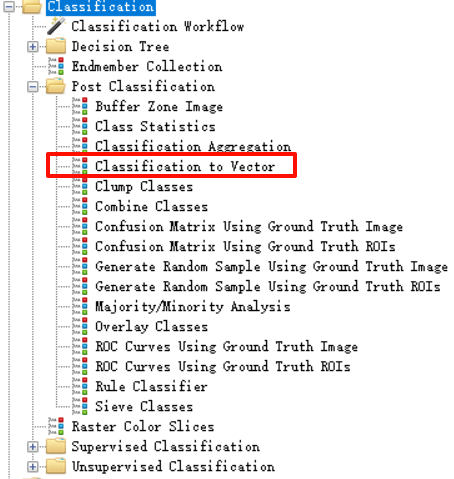 Classification
Classification Workflow
Decision Tree
Endmember Collection
Post Classification
Buffer Zone Image
Class Statistics
Classification Aggregation
Classification to Vector
Clump Classes
Combine Classes
Confusion Matrix Using Ground Truth Image
Confusion Matrix Using Ground Truth ROIs
Generate Random Sample Using Ground Truth Image
Generate Random Sample Using Ground Truth ROIs
Majority/Minority Analysis
Overlay Classes
ROC Curves Using Ground Truth Image
ROC Curves Using Ground Truth ROIs
Rule Classifier
Sieve Classes
Raster Color Slices
Supervised Classification
Unsupervised Classification